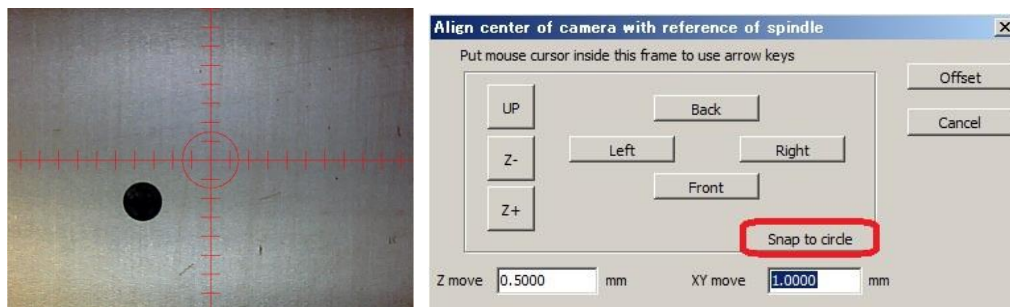 Align center of camera with reference of spindle
Put mouse cursor inside this frame to use arrow keys
UP
Back
Offset
Z-
Left
Right
Cancel
Z+
Front
Snap to circle
Z move 0.5000 mm XY move 1.0000 mm